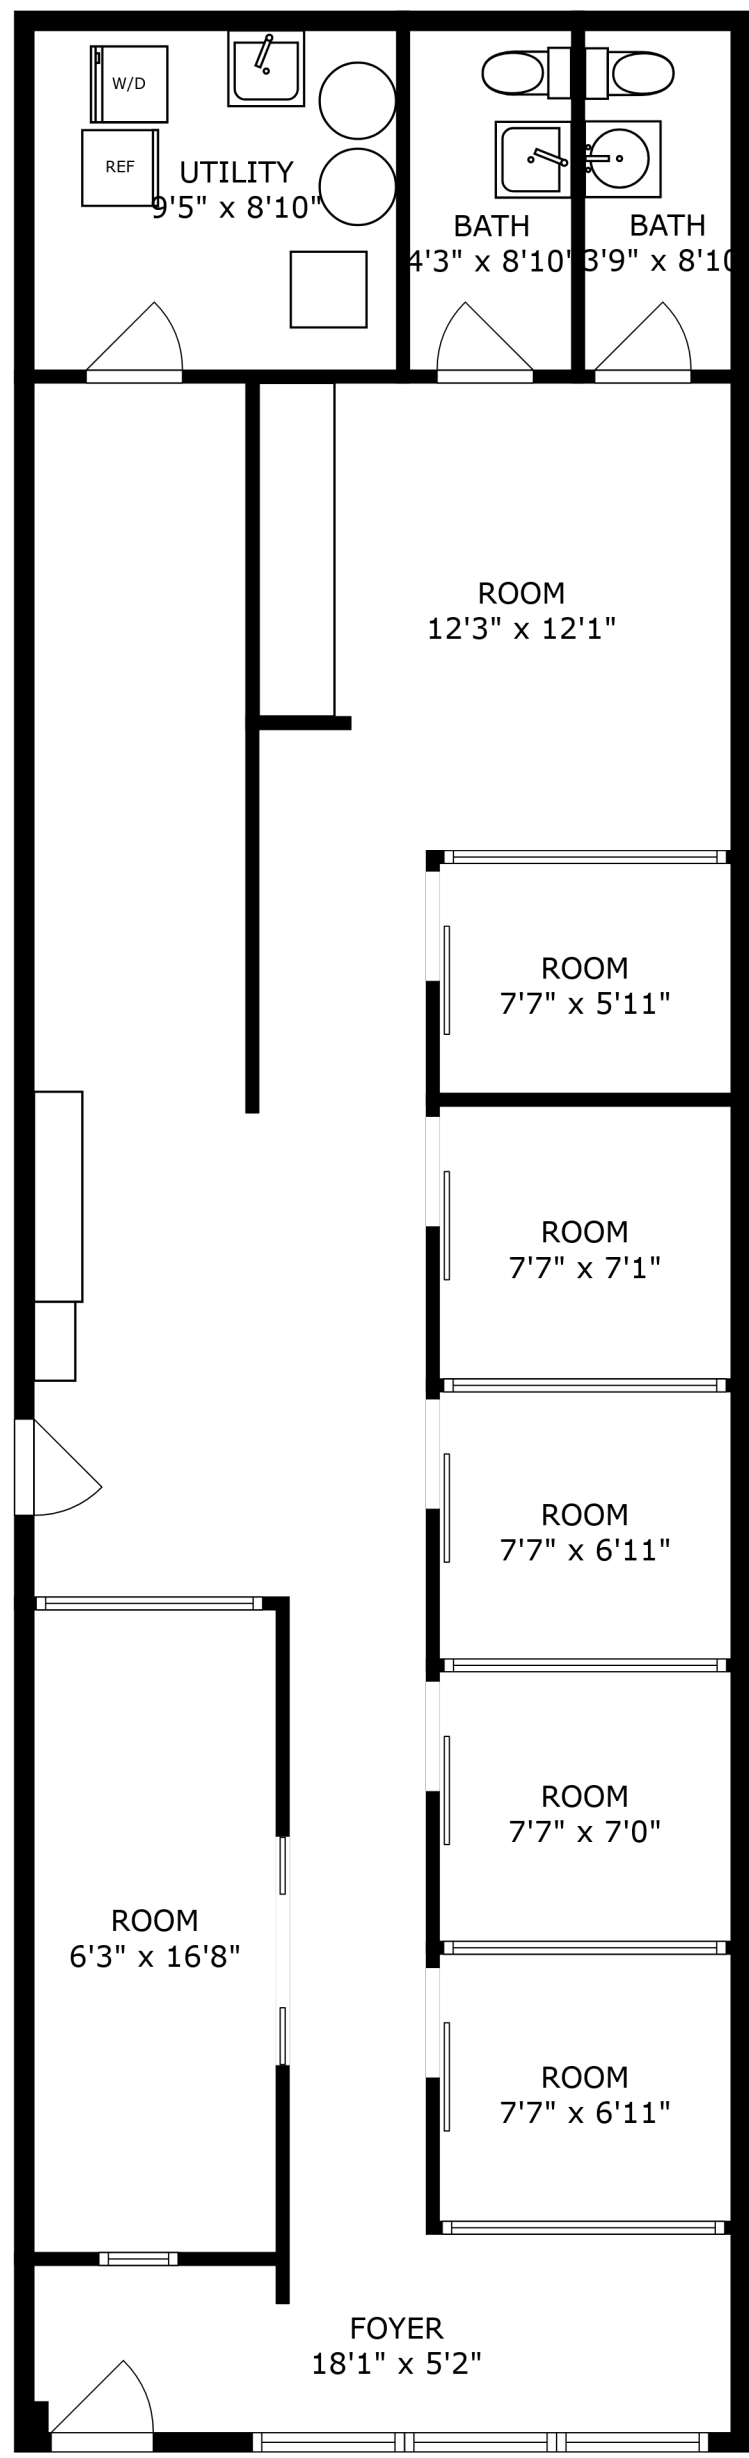 W/D
REF
UTILITY
9'5" x 8'10"
BATH
4'3" x 8'10"
BATH
3'9" x 8'10
ROOM
12'3" x 12'1"
ROOM
7'7" x 5'11"
ROOM
7'7" x 7'1"
ROOM
7'7" x 6'11"
ROOM
7'7" x 7'0"
ROOM
6'3" x 16'8"
ROOM
7'7" x 6'11"
FOYER
18'1" x 5'2"